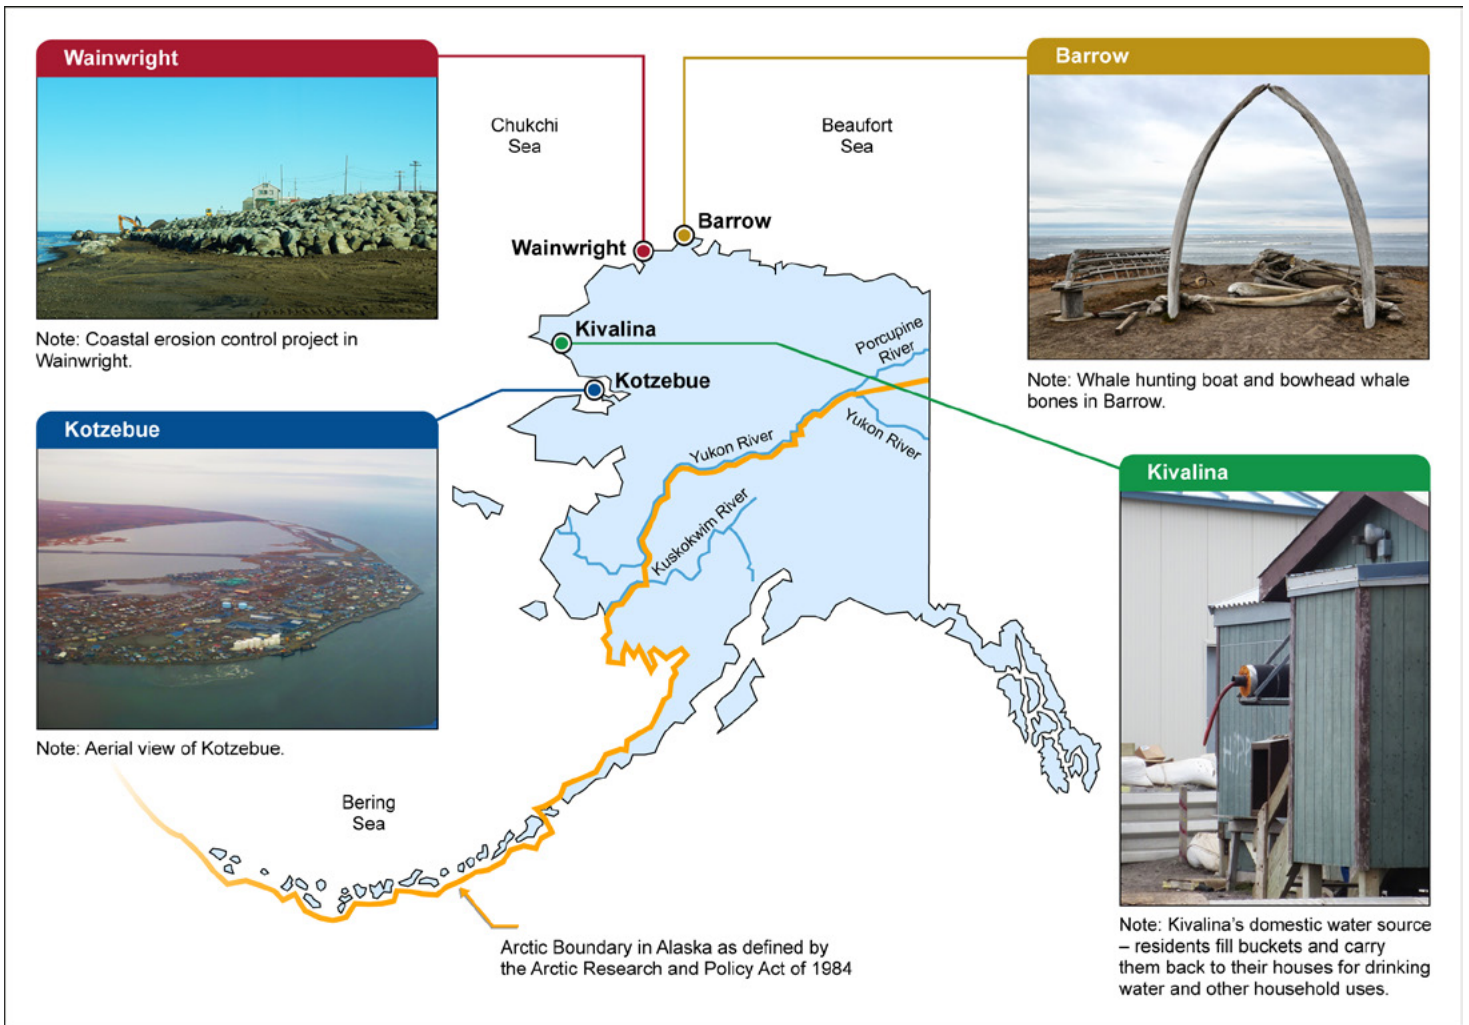 Wainwright
Note: Coastal erosion control project in
Wainwright.
Kotzebue
Note: Aerial view of Kotzebue.
Chukchi
Sea
Beaufort
Sea
Barrow
Wainwright
Kivalina
Kotzebue
Porcupine
River
Yukon River
Yukon River
Kuskokwim River
Bering
Sea
Arctic Boundary in Alaska as defined by
the Arctic Research and Policy Act of 1984
Barrow
Note: Whale hunting boat and bowhead whale
bones in Barrow.
Kivalina
Note: Kivalina’s domestic water source
– residents fill buckets and carry
them back to their houses for drinking
water and other household uses.